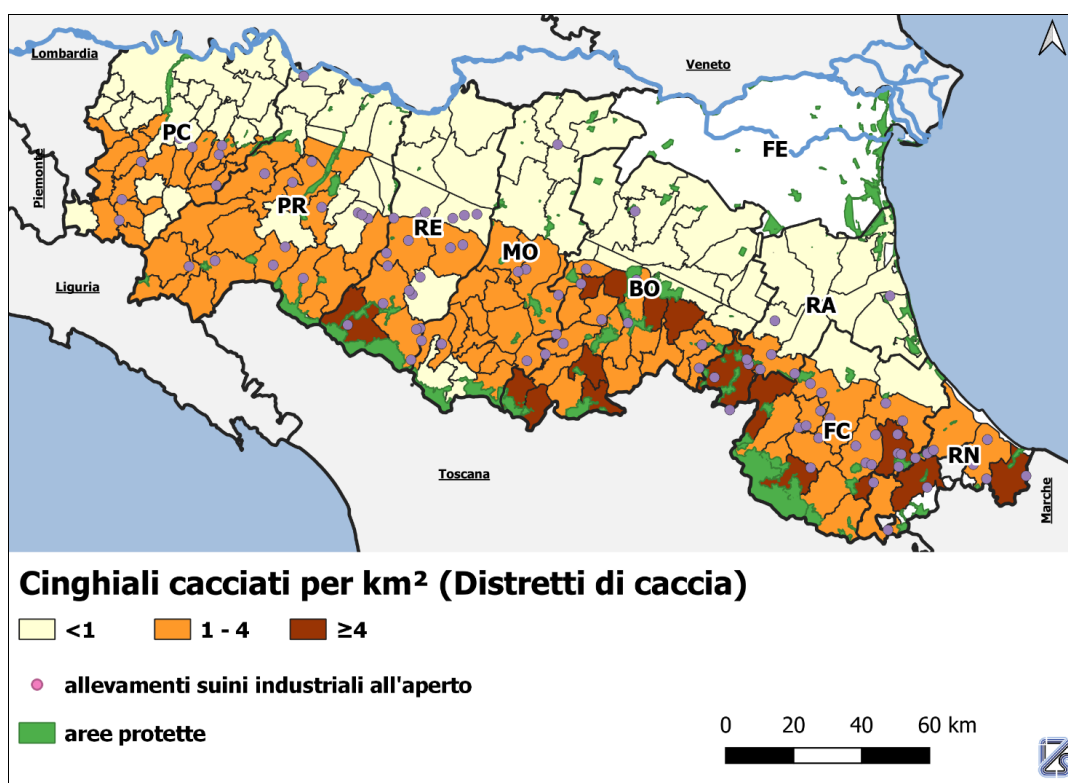 Lombardia
Veneto
Piemonte
PC
FE
PR
RE
MO
BO
RA
Liguria
FC
RN
Toscana
Marche
Cinghiali cacciati per km² (Distretti di caccia)
<1 1 - 4 ≥4
allevamenti suini industriali all'aperto
aree protette
0 20 40 60 km